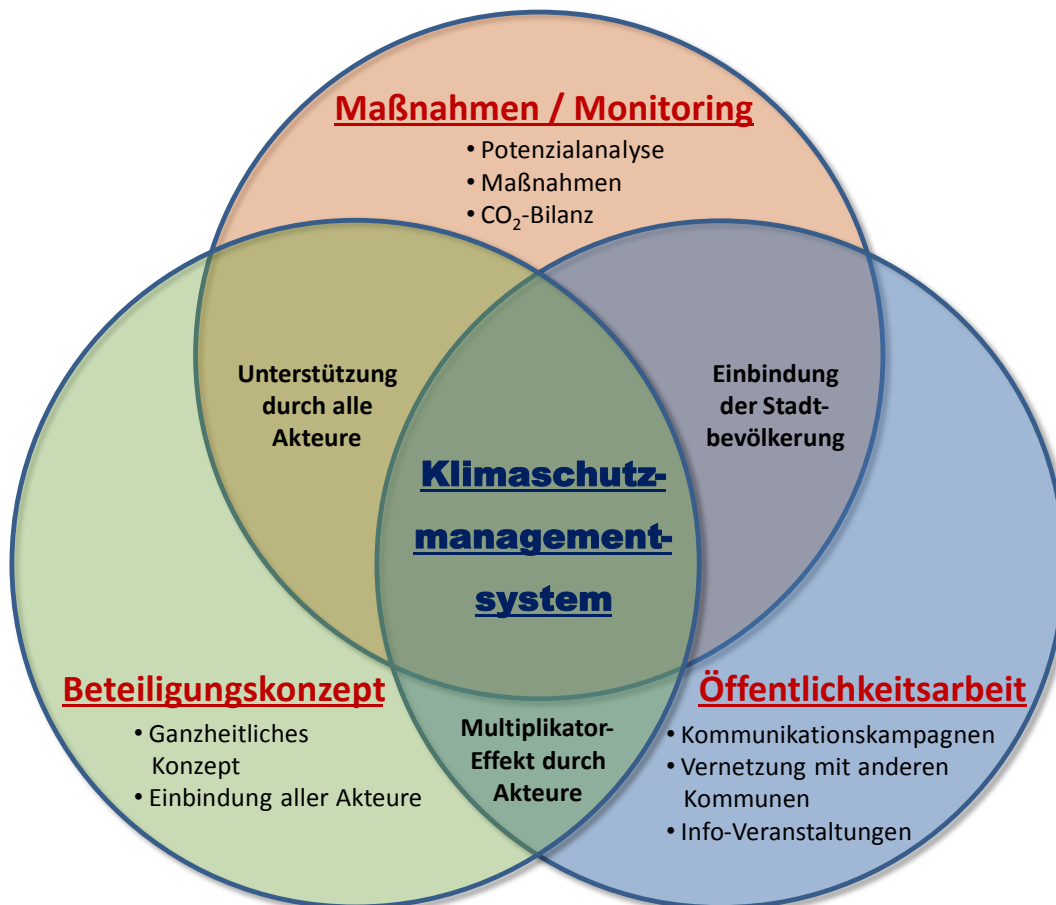 Maßnahmen / Monitoring
• Potenzialanalyse
• Maßnahmen
• CO₂-Bilanz
Unterstützung
durch alle
Akteure
Einbindung
der Stadt-
bevölkerung
Klimaschutz-
management-
system
Beteiligungskonzept
• Ganzheitliches
Konzept
• Einbindung aller Akteure
Multiplikator-
Effekt durch
Akteure
Öffentlichkeitsarbeit
• Kommunikationskampagnen
• Vernetzung mit anderen
Kommunen
• Info-Veranstaltungen